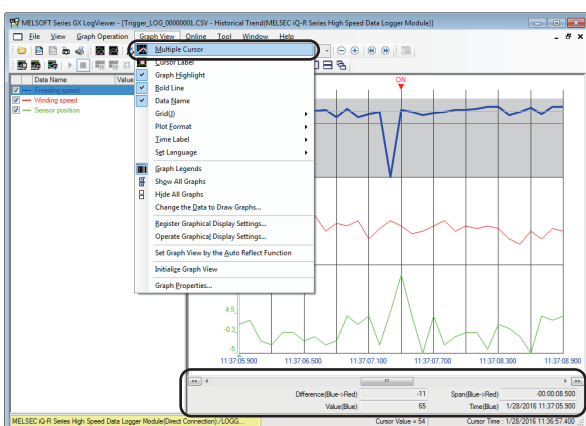 MELSOFT Series GX LogViewer - [Trigger_LOG_00000001.CSV - Historical Trend(MELSEC iQ-R Series High Speed Data Logger Module)]
File View Graph Operation Graph View Online Tool Window Help
Multiple Cursor
Cursor Label
Graph Highlight
Bold Line
Data Name
Grid(J)
Plot Format
Time Label
Set Language
Graph Legends
Show All Graphs
Hide All Graphs
Change the Data to Draw Graphs...
Register Graphical Display Settings...
Operate Graphical Display Settings...
Set Graph View by the Auto Reflect Function
Initialize Graph View
Graph Properties...
Data Name Value
Feeding speed
Winding speed
Sensor position
ON
4.5
-0.3
-5
11:37:05.900 11:37:06.500 11:37:07.100 11:37:07.700 11:37:08.300 11:37:08.900
Difference(Blue->Red) -11 Span(Blue->Red) -00:00:08.500
Value(Blue) 65 Time(Blue) 1/28/2016 11:37:05.900
MELSEC iQ-R Series High Speed Data Logger Module(Direct Connection):/LOGG... Cursor Value = 54 Cursor Time : 1/28/2016 11:36:57.400